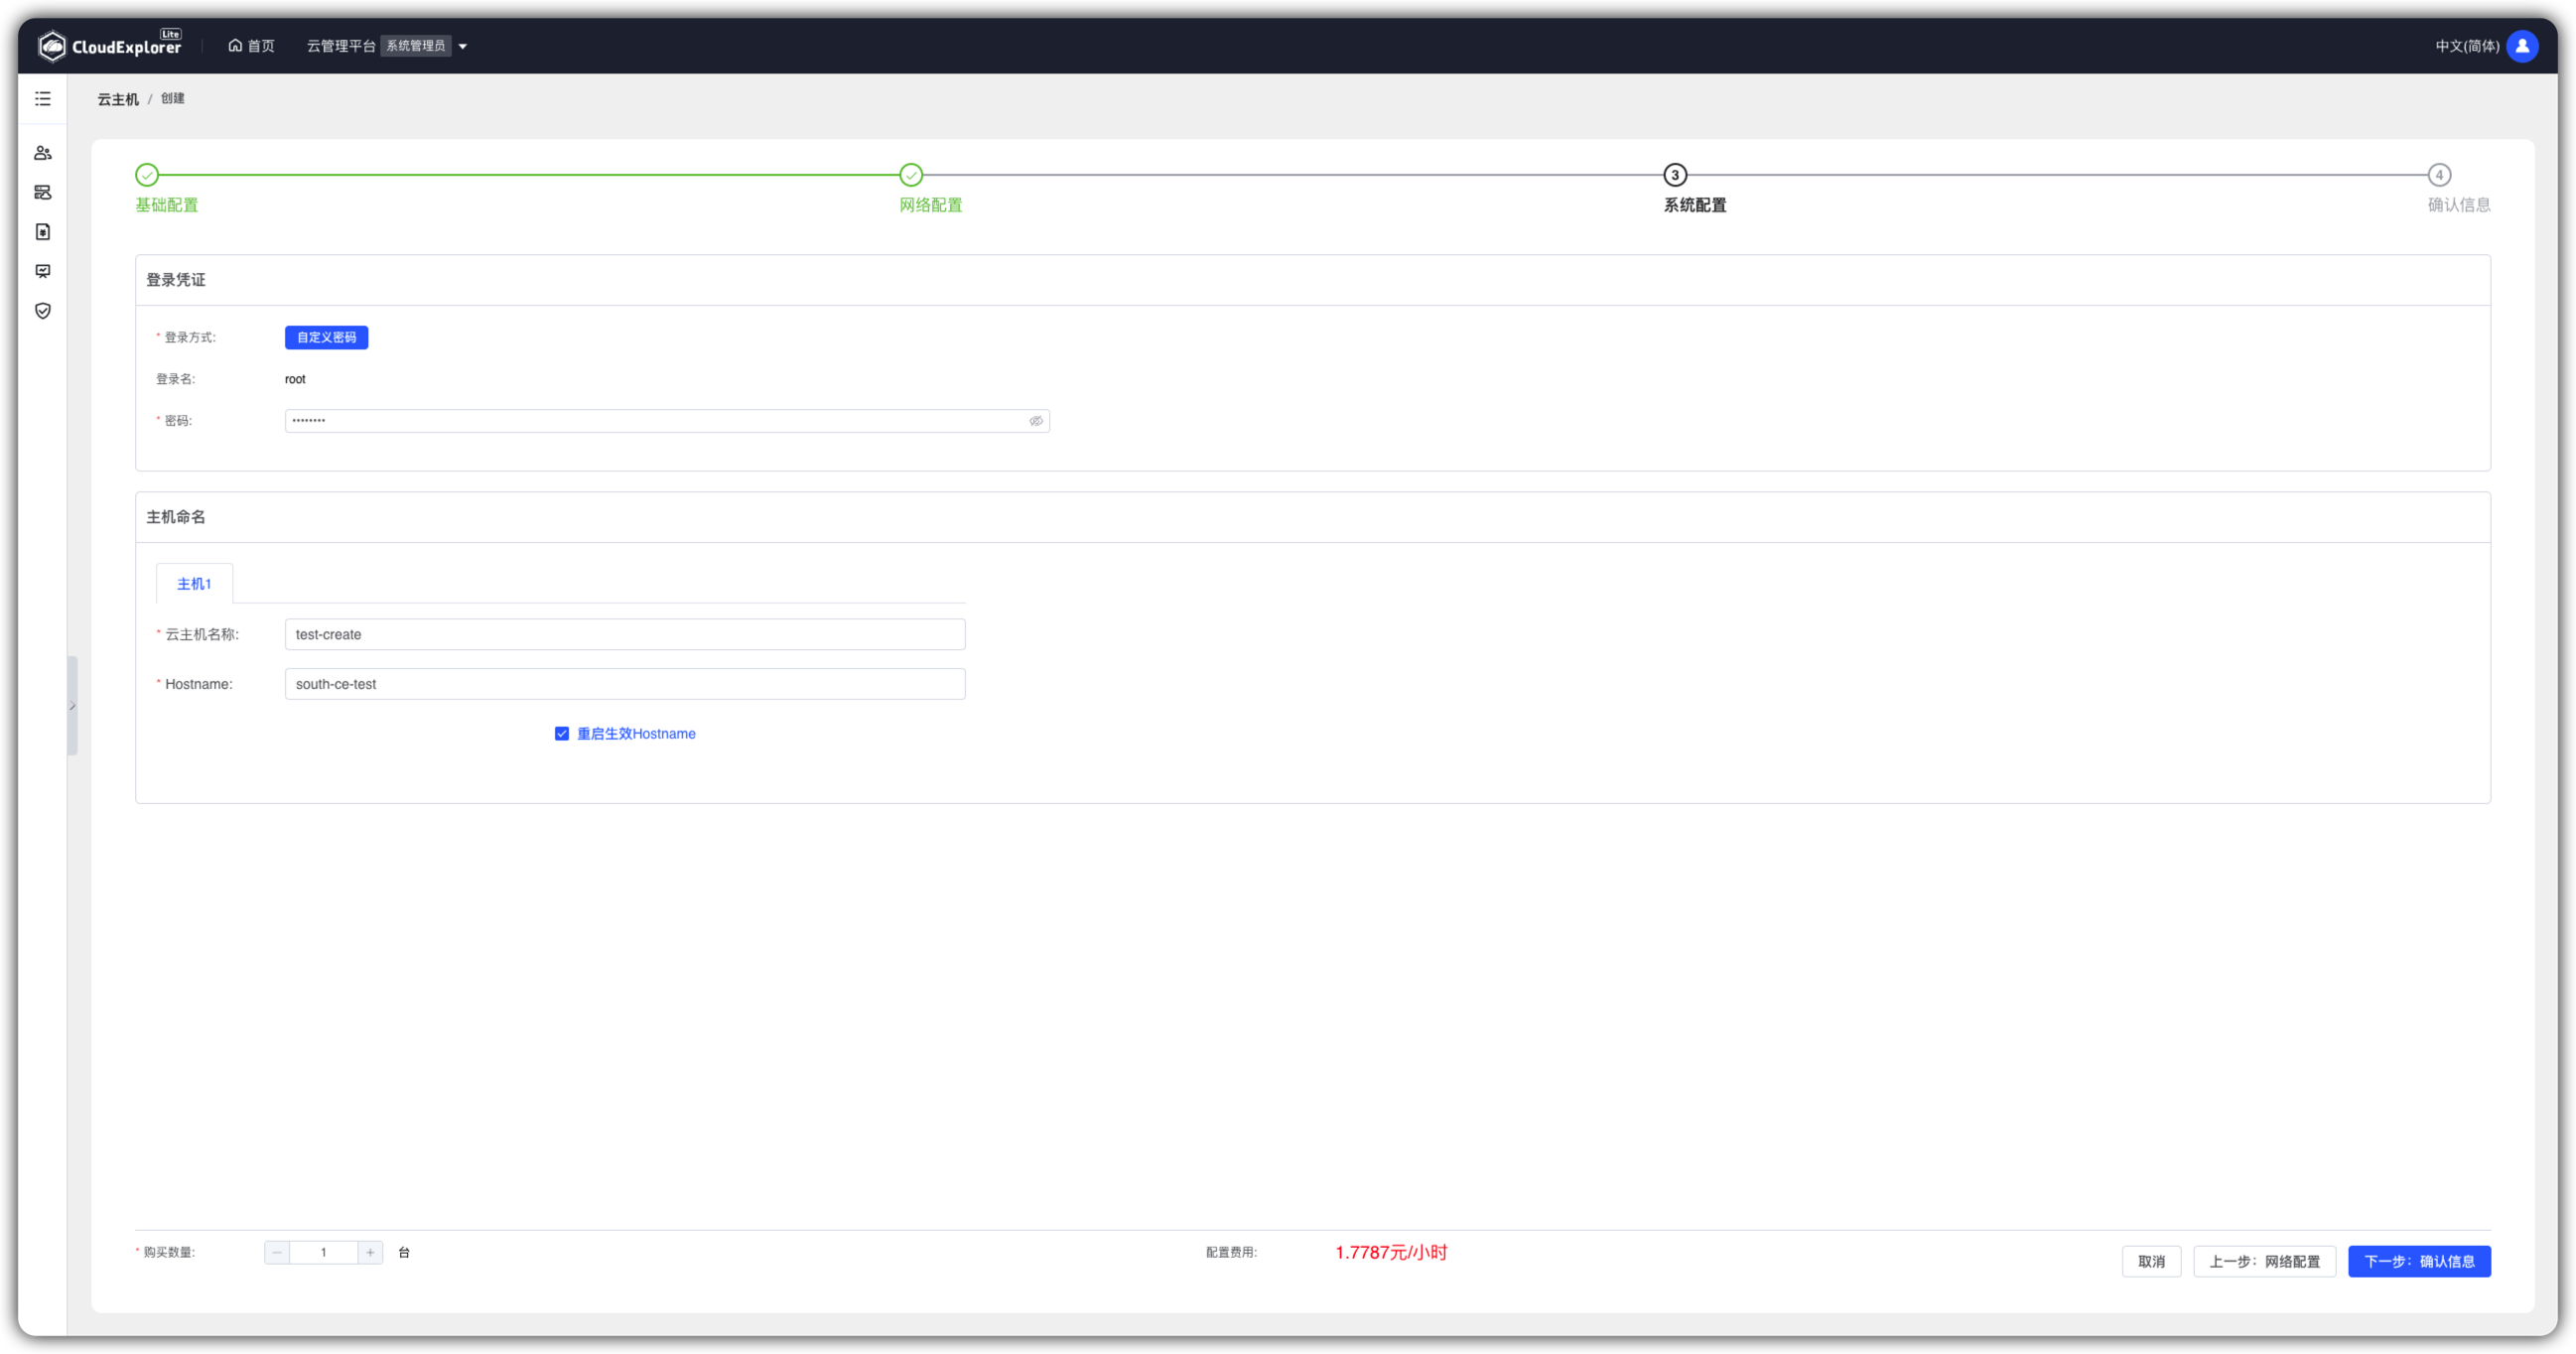 CloudExplorer Lite 首页 云管理平台 系统管理员 中文(简体)
云主机 / 创建
3 4
基础配置 网络配置 系统配置 确认信息
登录凭证
* 登录方式: 自定义密码
登录名: root
* 密码: ••••••••
主机命名
主机1
* 云主机名称: test-create
* Hostname: south-ce-test
重启生效Hostname
* 购买数量: − 1 + 台 配置费用: 1.7787元/小时 取消 上一步：网络配置 下一步：确认信息